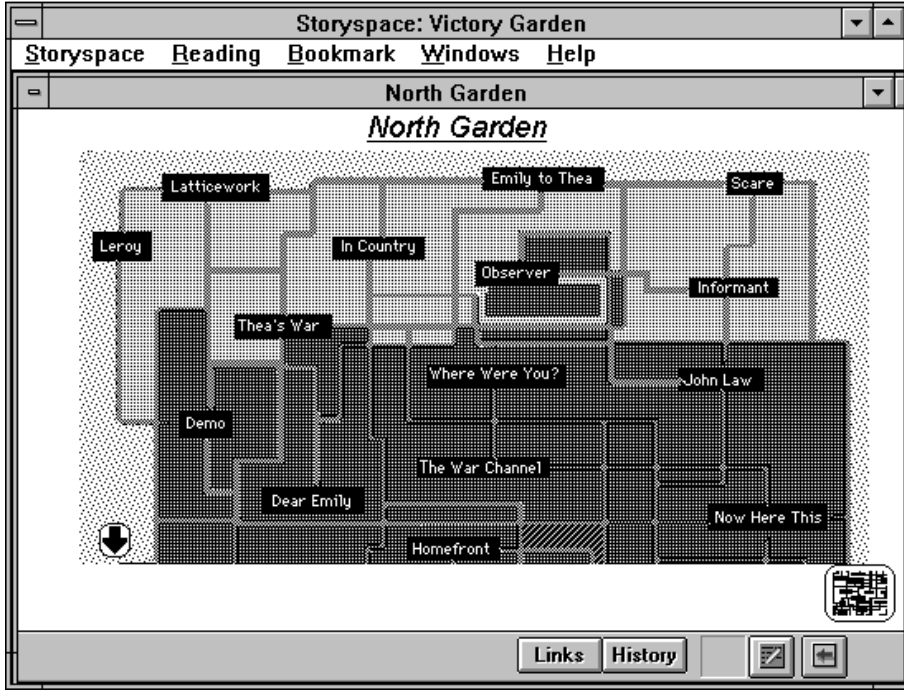 Storyspace: Victory Garden
Storyspace Reading Bookmark Windows Help
North Garden
North Garden
Latticework
Emily to Thea
Scare
Leroy
In Country
Observer
Informant
Thea's War
Where Were You?
John Law
Demo
The War Channel
Dear Emily
Now Here This
Homefront
Links History